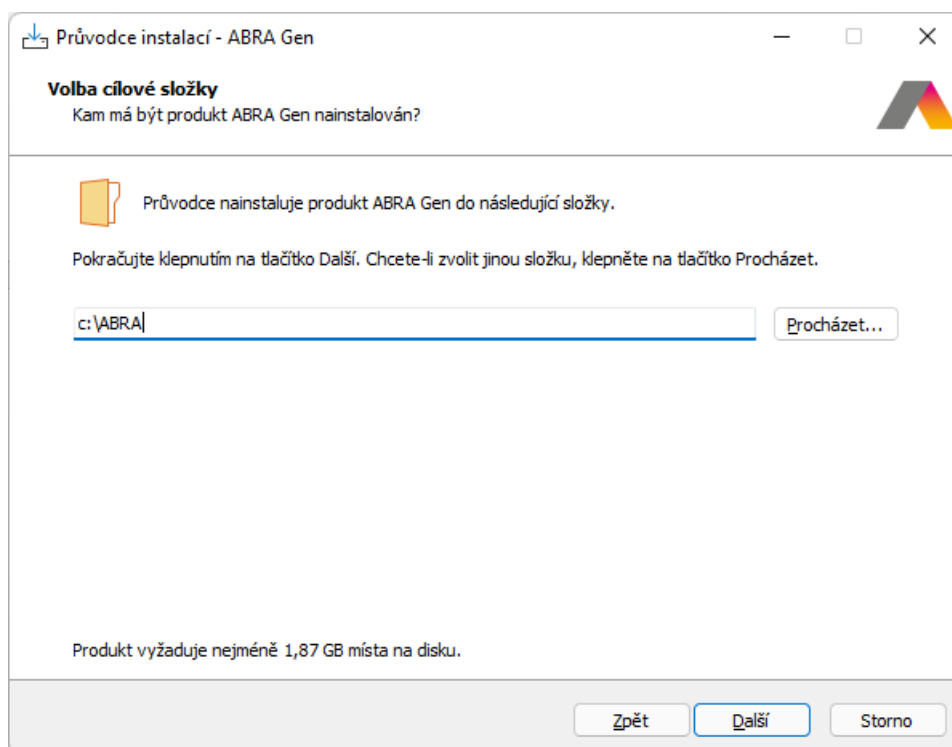 Průvodce instalací - ABRA Gen
Volba cílové složky
Kam má být produkt ABRA Gen nainstalován?
Průvodce nainstaluje produkt ABRA Gen do následující složky.
Pokračujte klepnutím na tlačítko Další. Chcete-li zvolit jinou složku, klepněte na tlačítko Procházet.
c:\ABRA
Procházet...
Produkt vyžaduje nejméně 1,87 GB místa na disku.
Zpět
Další
Storno